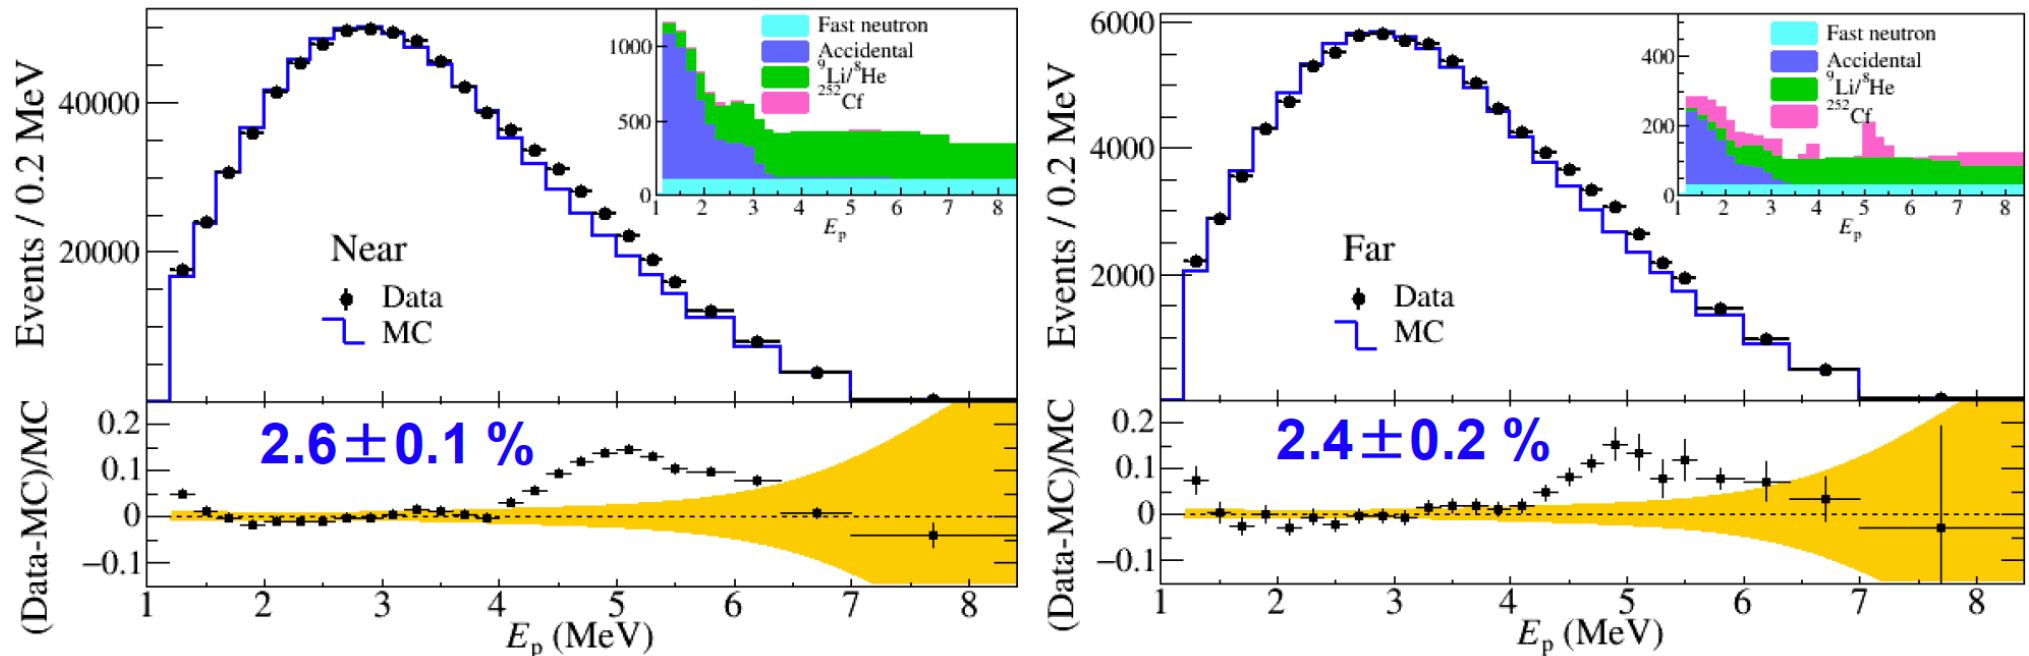 Events / 0.2 MeV
40000
20000
Near
Data
MC
1000
500
0
Fast neutron
Accidental
⁹Li/⁸He
²⁵²Cf
1 2 3 4 5 6 7 8
Eₚ
(Data-MC)/MC
0.2
0.1
0
−0.1
2.6±0.1 %
1 2 3 4 5 6 7 8
Eₚ (MeV)
Events / 0.2 MeV
6000
4000
2000
Far
Data
MC
400
200
0
Fast neutron
Accidental
⁹Li/⁸He
²⁵²Cf
1 2 3 4 5 6 7 8
Eₚ
(Data-MC)/MC
0.2
0.1
0
−0.1
2.4±0.2 %
1 2 3 4 5 6 7 8
Eₚ (MeV)